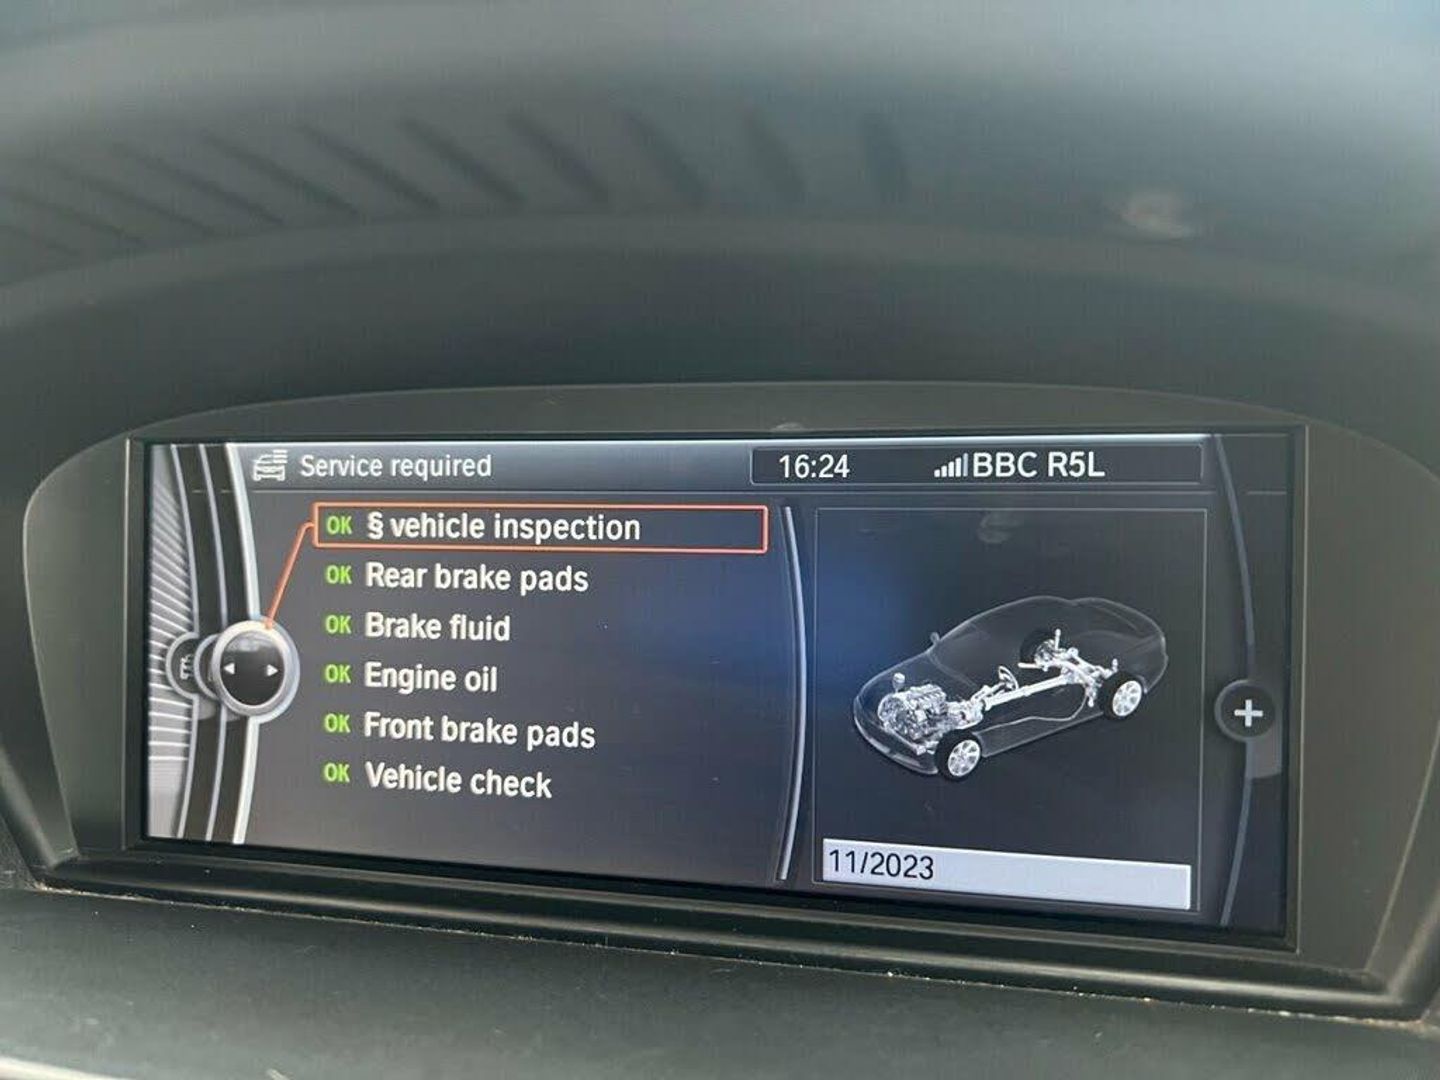 Service required
16:24
BBC R5L
OK § vehicle inspection
OK Rear brake pads
OK Brake fluid
OK Engine oil
OK Front brake pads
OK Vehicle check
11/2023